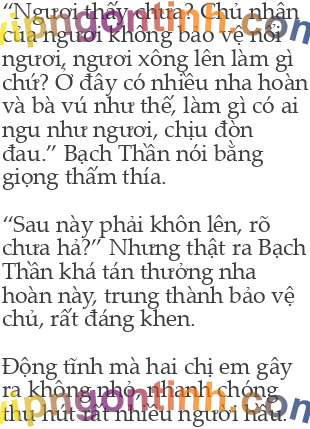 “Ngươi thấy chưa? Chủ nhân
của ngươi không bảo vệ nổi
ngươi, ngươi xông lên làm gì
chứ? Ở đây có nhiều nha hoàn
và bà vú như thế, làm gì có ai
ngu như ngươi, chịu đòn
đau.” Bạch Thần nói bằng
giọng thấm thía.
“Sau này phải khôn lên, rõ
chưa hả?” Nhưng thật ra Bạch
Thần khá tán thưởng nha
hoàn này, trung thành bảo vệ
chủ, rất đáng khen.
Động tĩnh mà hai chị em gây
ra không nhỏ, nhanh chóng
thu hút rất nhiều người hầu.